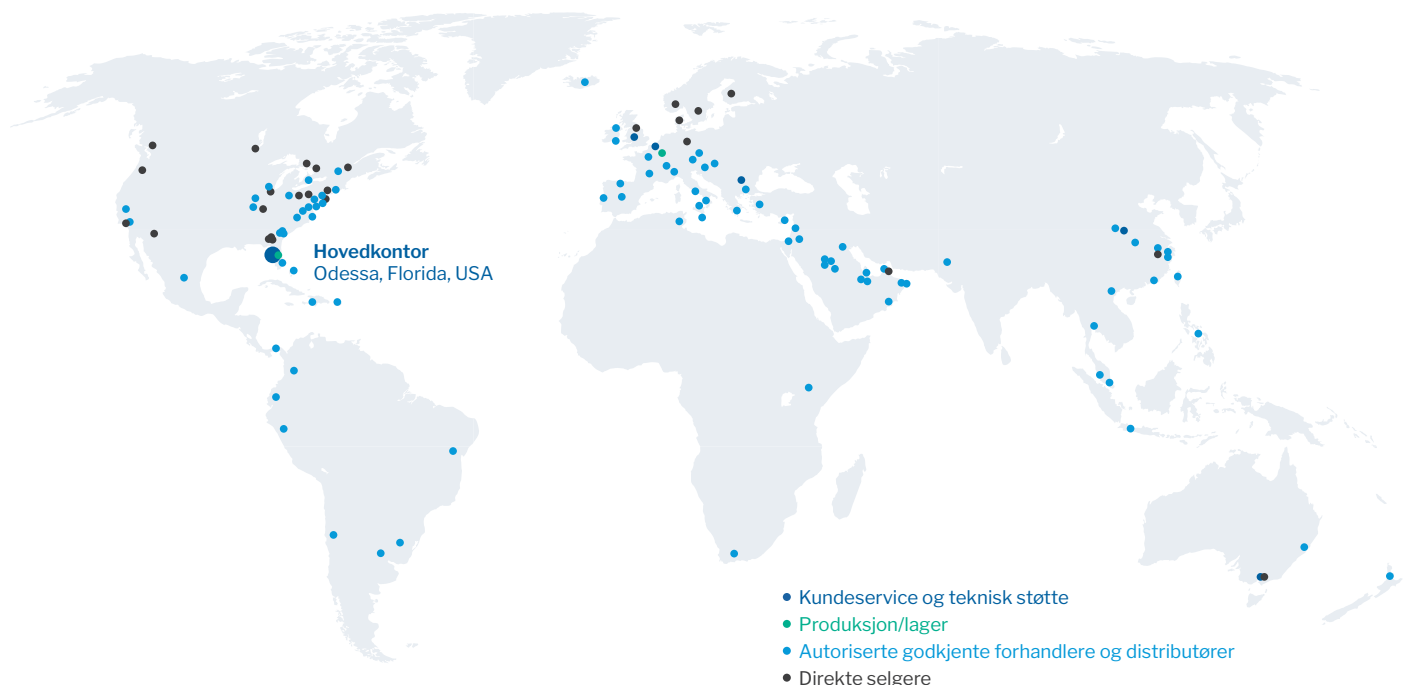 Hovedkontor
Odessa, Florida, USA
Kundeservice og teknisk støtte
Produksjon/lager
Autoriserte godkjente forhandlere og distributører
Direkte selgere